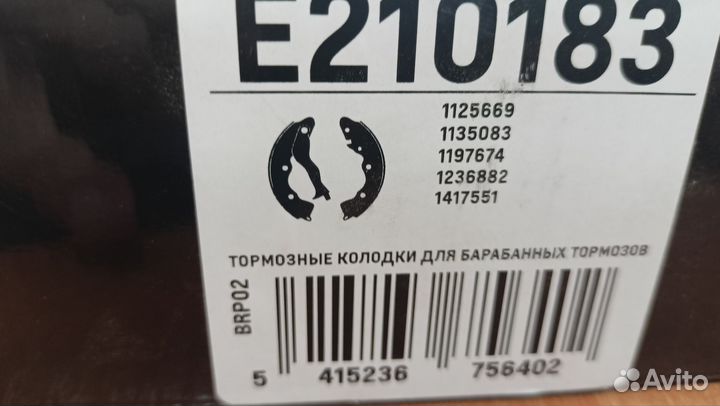 E210183
1125669
1135083
1197674
1236882
1417551
ТОРМОЗНЫЕ КОЛОДКИ ДЛЯ БАРАБАННЫХ ТОРМОЗОВ
BRP02
5 415236 756402
Avito